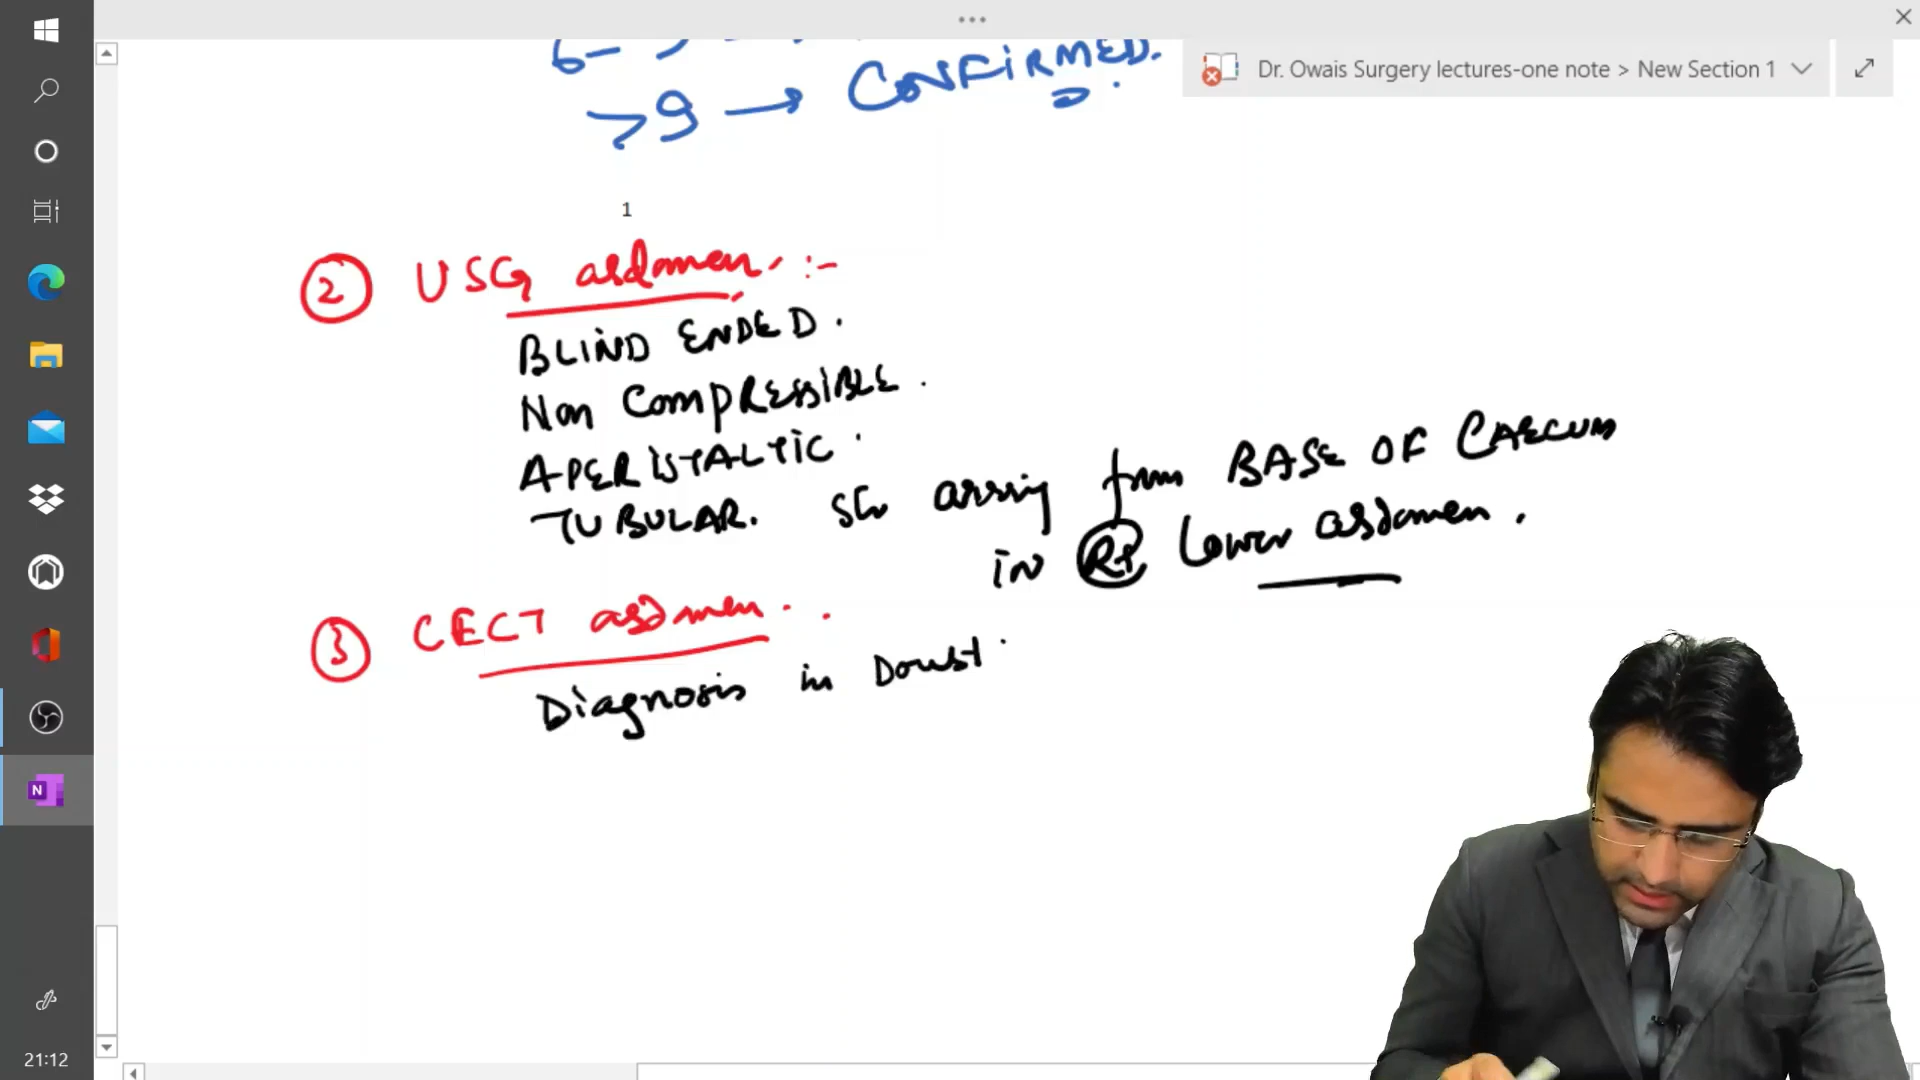 Dr. Owais Surgery lectures-one note > New Section 1
6-
>9 → CONFIRMED.
1
2 USG abdomen :-
BLIND ENDED.
Non COMPRESSIBLE.
APERISTALTIC.
TUBULAR. Str arising from BASE OF CAECUM
in Rt Lower abdomen.
3 CECT abdomen
Diagnosis in Doubt
N
21:12